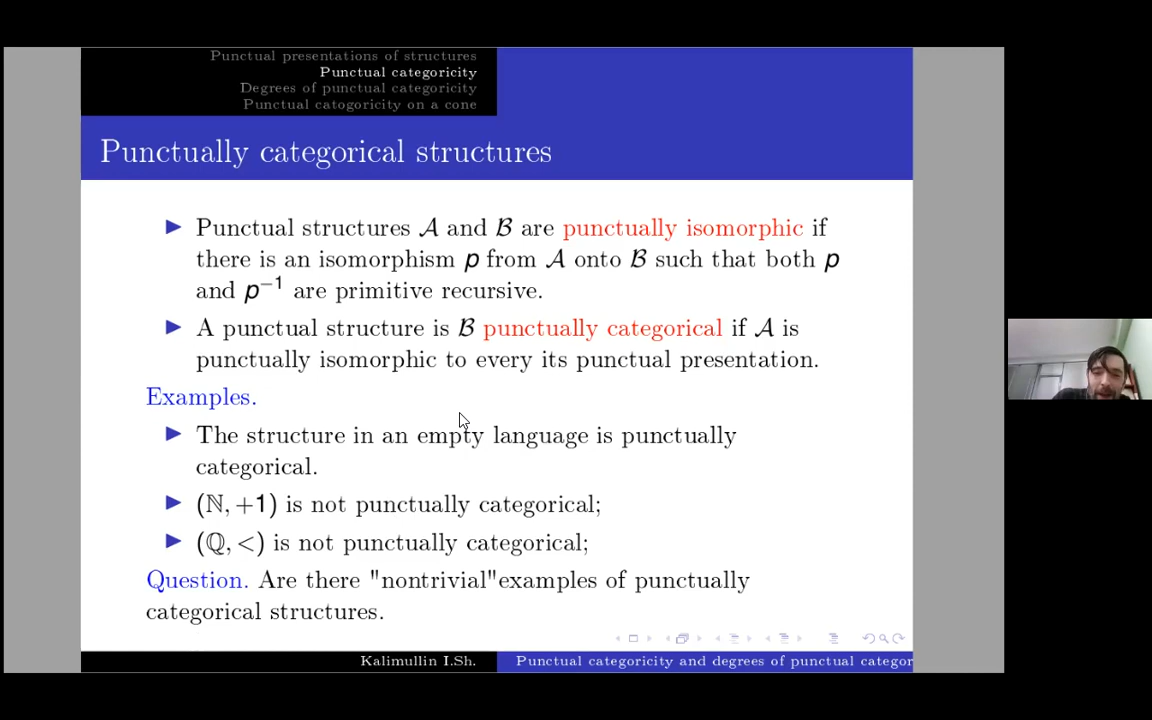 Punctual presentations of structures
Punctual categoricity
Degrees of punctual categoricity
Punctual catogoricity on a cone
Punctually categorical structures
▶ Punctual structures 𝒜 and ℬ are punctually isomorphic if
there is an isomorphism p from 𝒜 onto ℬ such that both p
and p⁻¹ are primitive recursive.
▶ A punctual structure is ℬ punctually categorical if 𝒜 is
punctually isomorphic to every its punctual presentation.
Examples.
▶ The structure in an empty language is punctually
categorical.
▶ (ℕ, +1) is not punctually categorical;
▶ (ℚ, <) is not punctually categorical;
Question. Are there "nontrivial"examples of punctually
categorical structures.
Kalimullin I.Sh.
Punctual categoricity and degrees of punctual categor